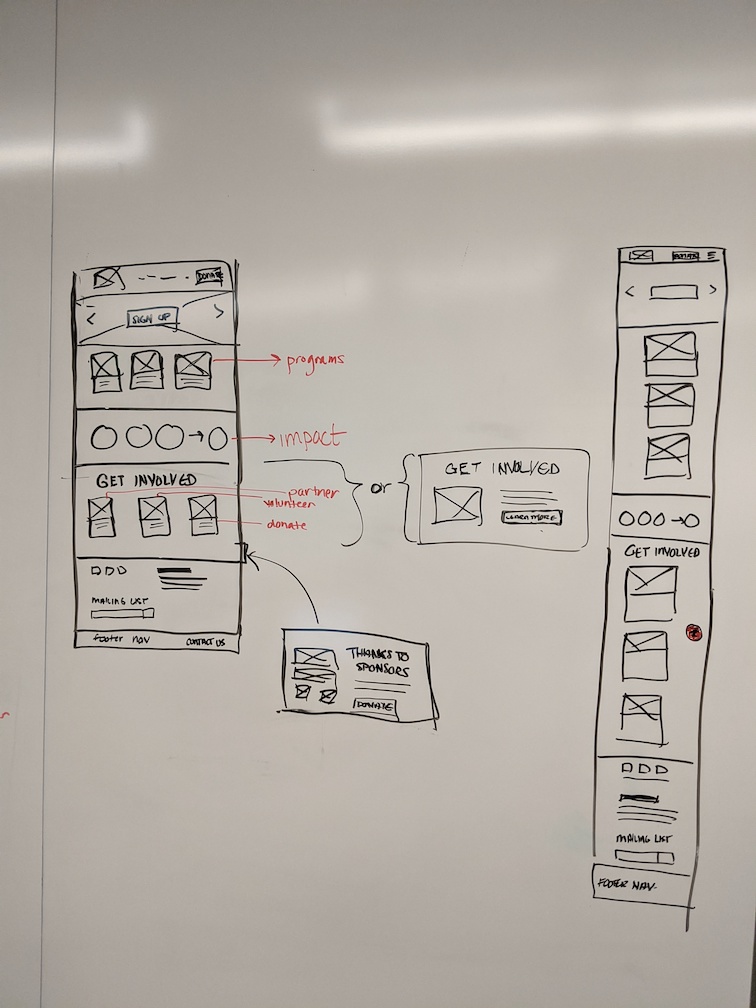 DONATE
SIGN UP
programs
impact
GET INVOLVED
partner
volunteer
donate
MAILING LIST
footer nav
CONTACT US
or
GET INVOLVED
LEARN MORE
THANKS TO
SPONSORS
DONATE
DONATE
GET INVOLVED
MAILING LIST
FOOTER NAV